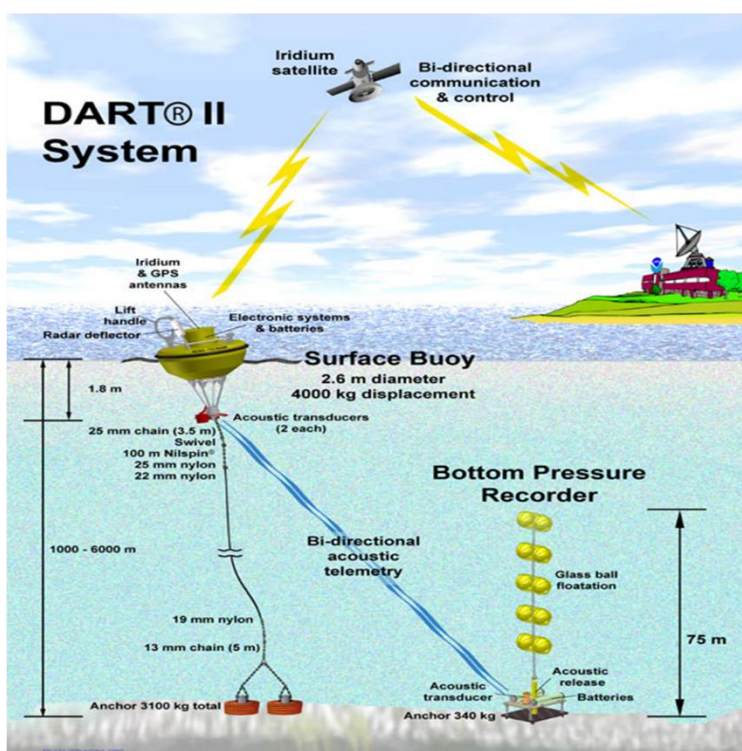 Iridium
satellite
Bi-directional
communication
& control
DART® II
System
Iridium
& GPS
antennas
Lift
handle
Radar deflector
Electronic systems
& batteries
Surface Buoy
2.6 m diameter
4000 kg displacement
1.8 m
Acoustic transducers
(2 each)
25 mm chain (3.5 m)
Swivel
100 m Nilspin®
25 mm nylon
22 mm nylon
Bottom Pressure
Recorder
Bi-directional
acoustic
telemetry
1000 - 6000 m
Glass ball
floatation
75 m
19 mm nylon
13 mm chain (5 m)
Acoustic
release
Acoustic
transducer
Batteries
Anchor 3100 kg total
Anchor 340 kg